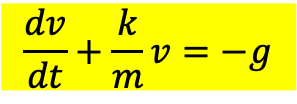 dv/dt + k/m v = −g